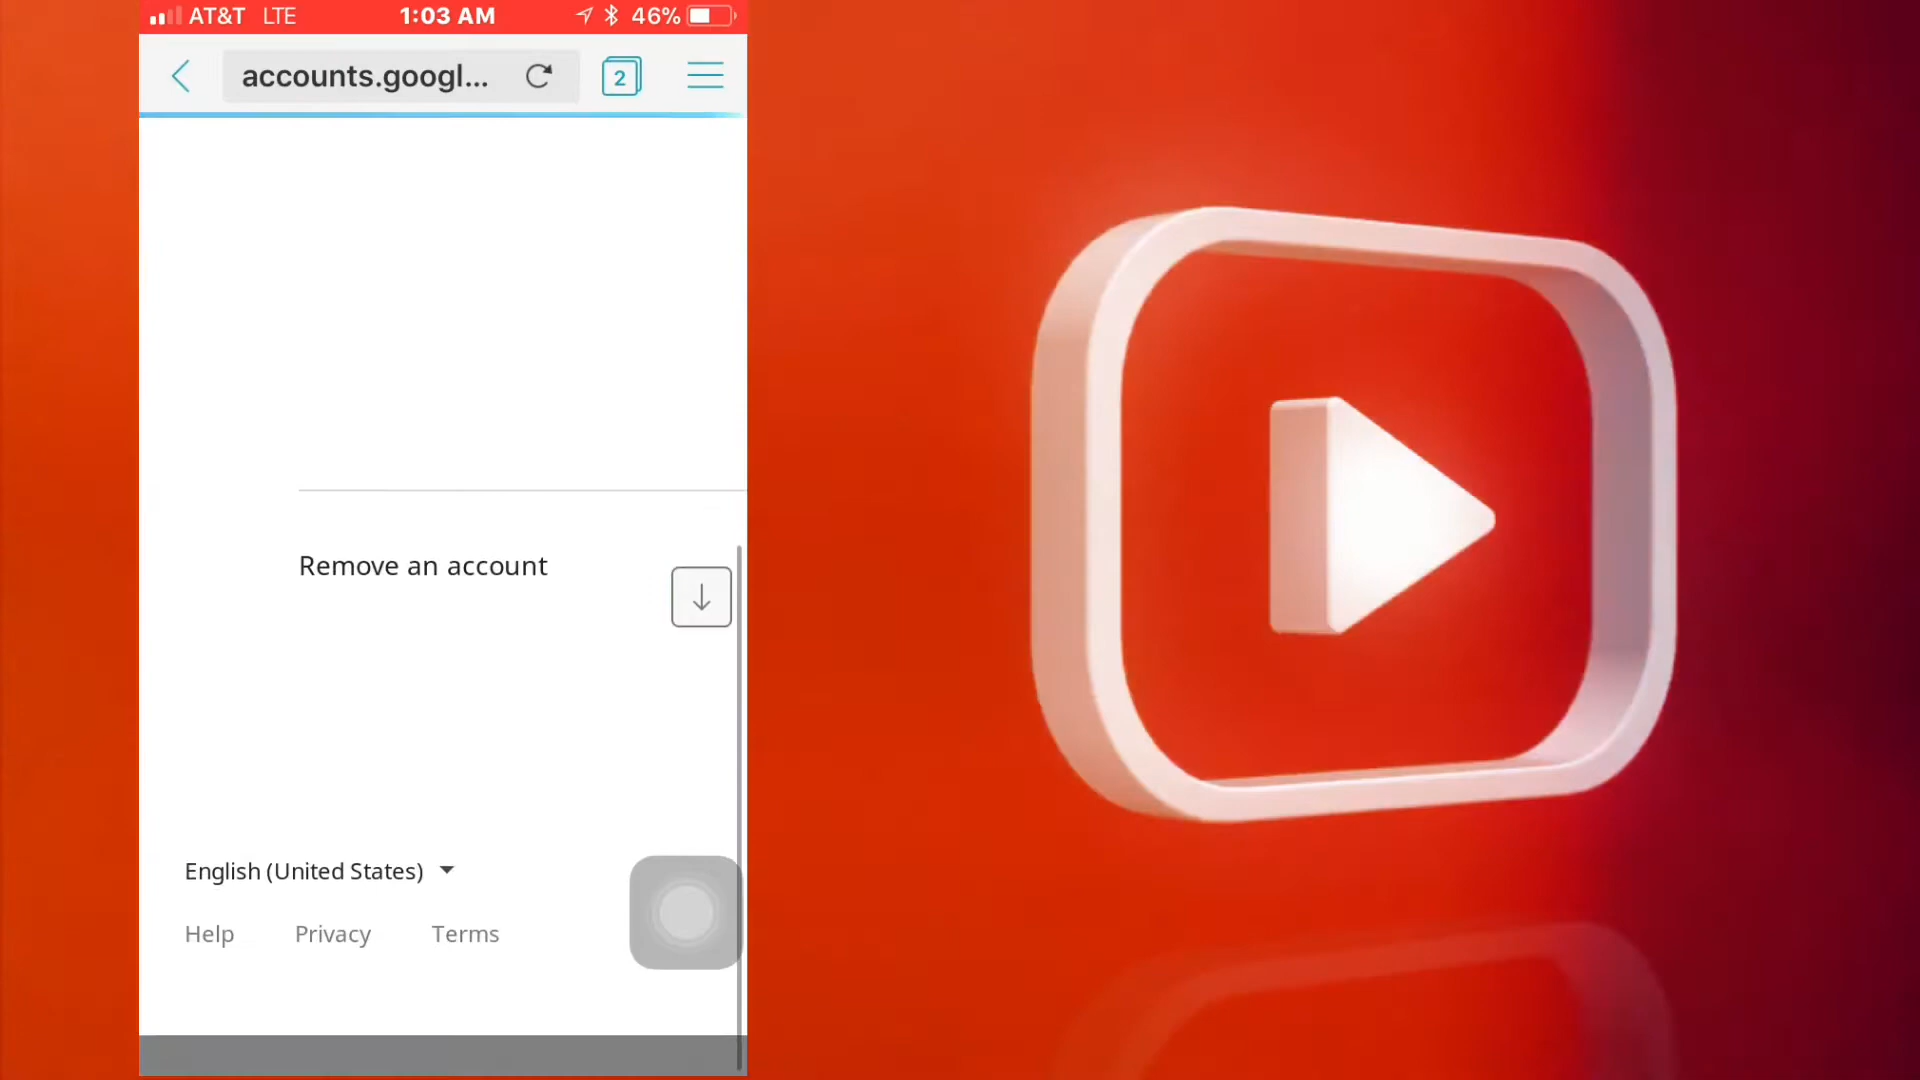 AT&T LTE 1:03 AM 46%
accounts.googl... 2
Remove an account
English (United States)
Help Privacy Terms